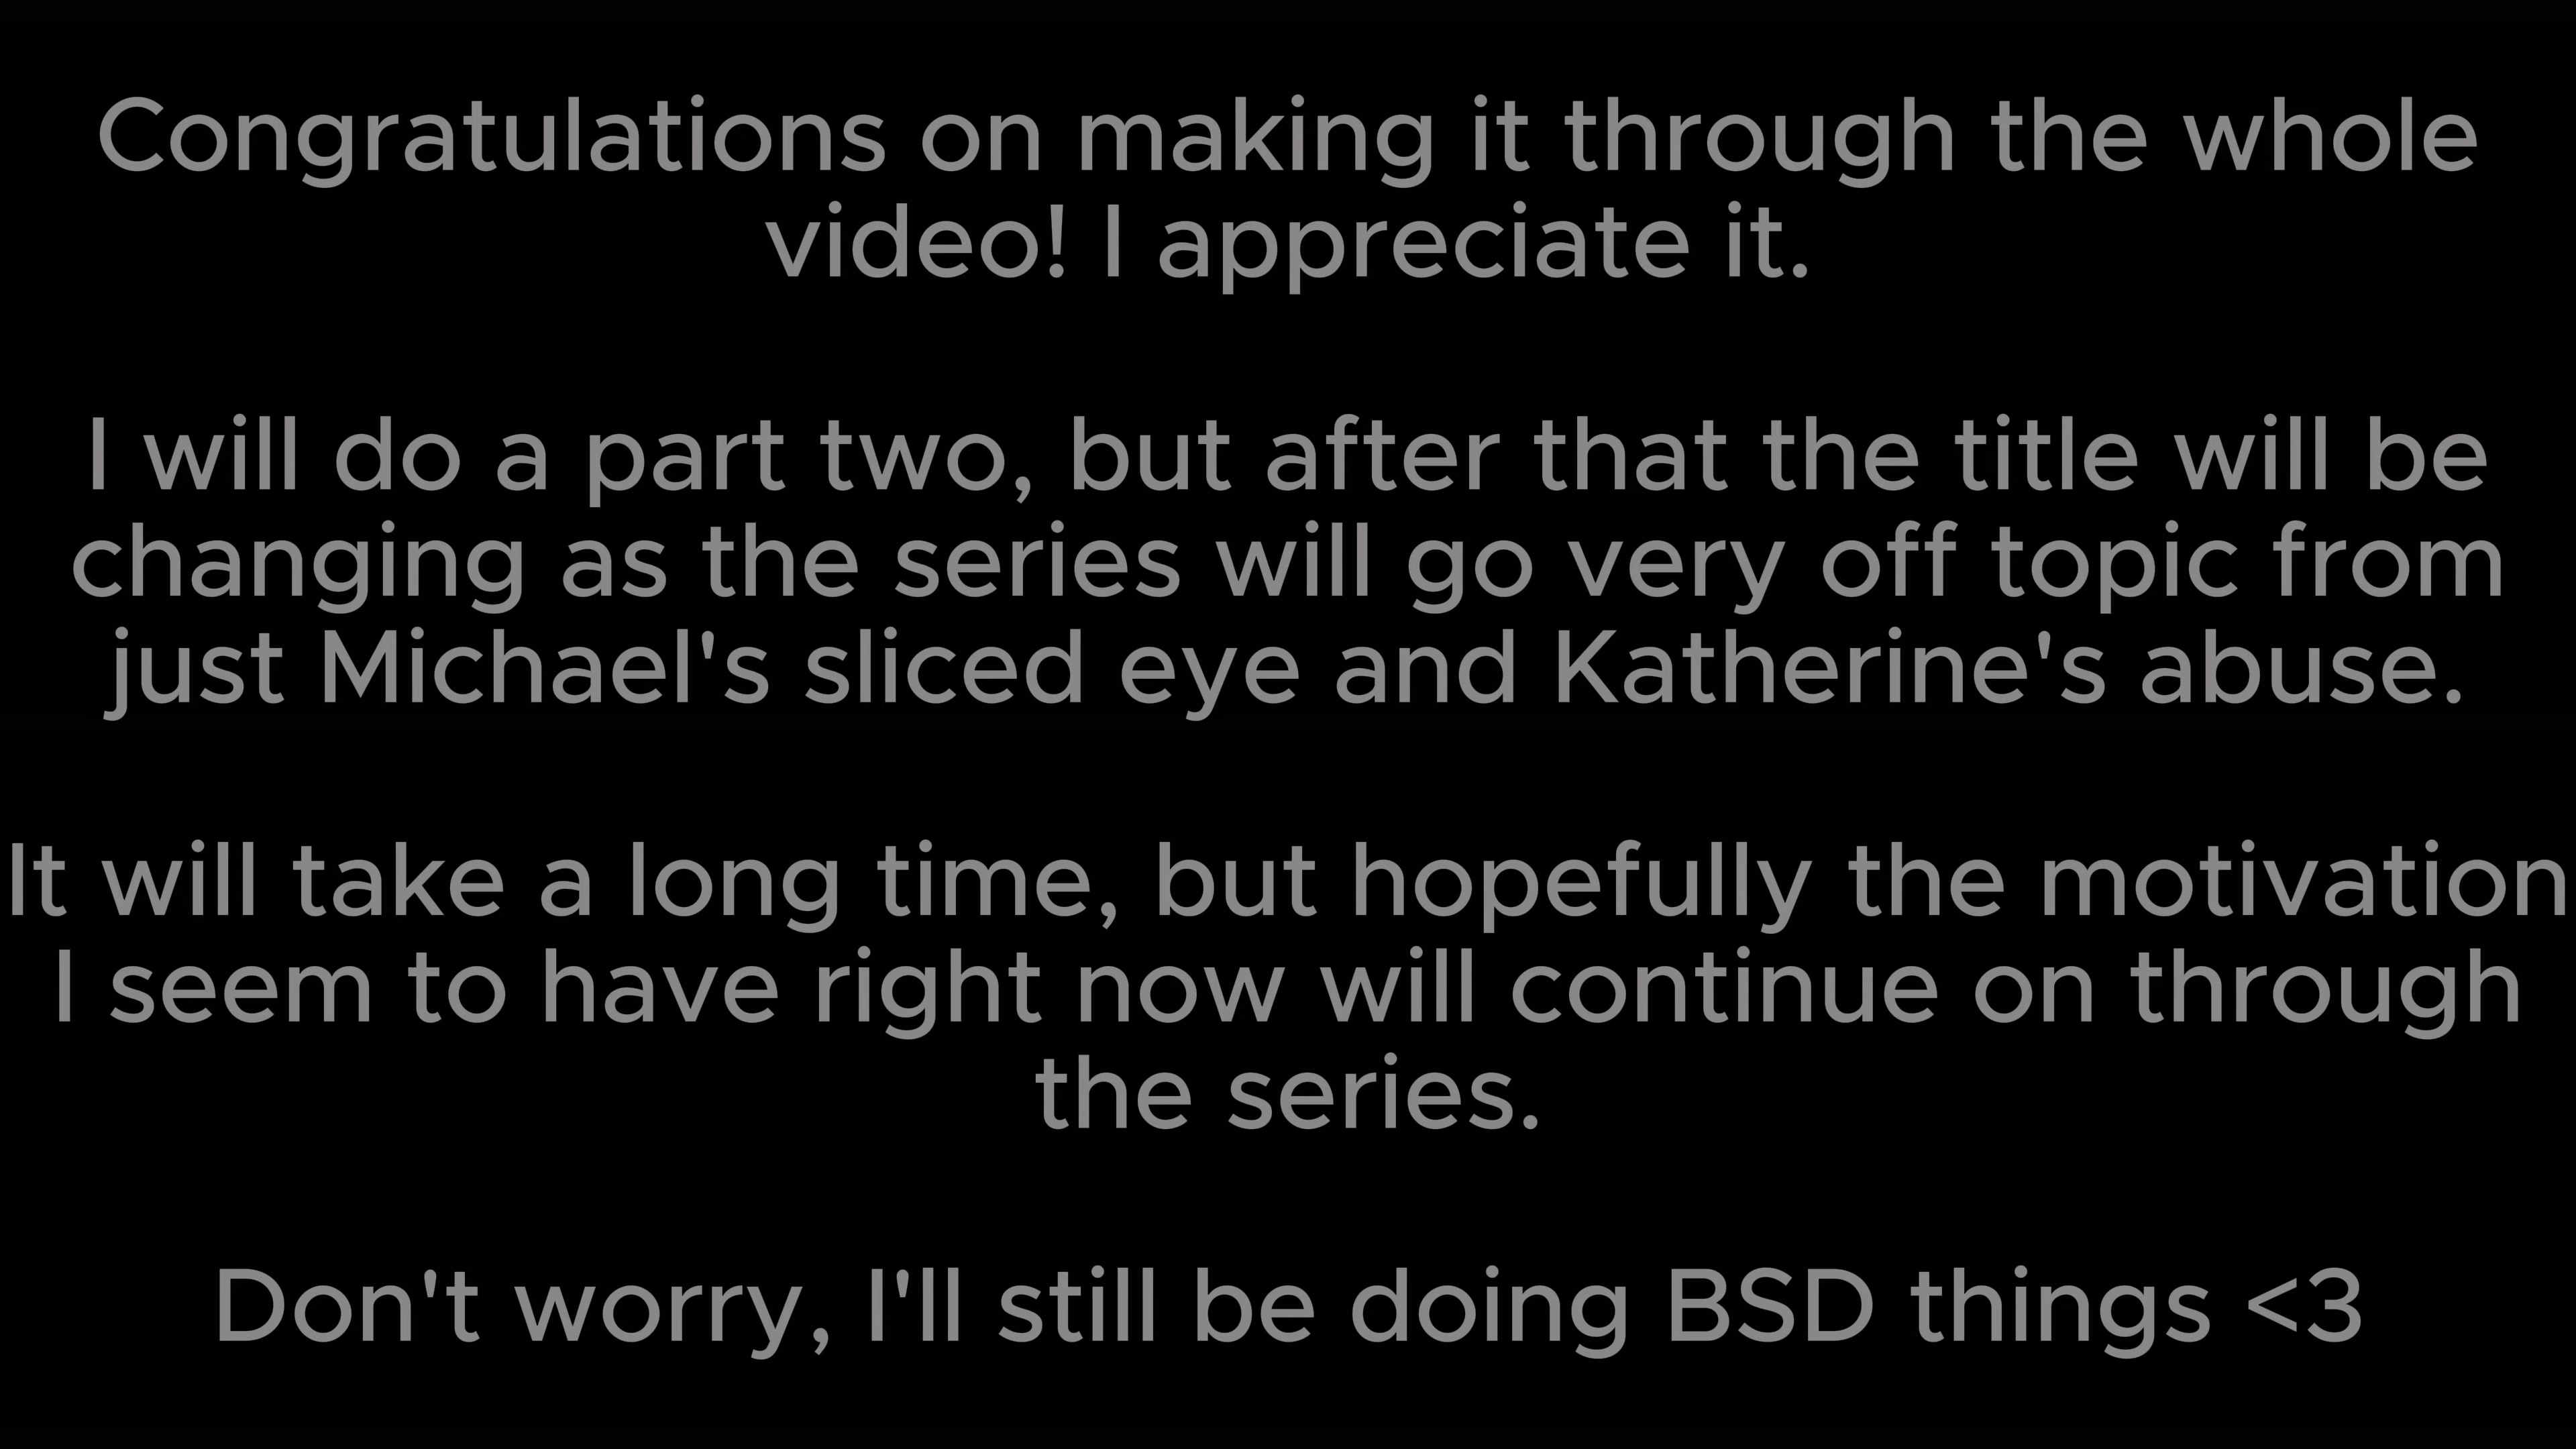 Congratulations on making it through the whole
video! I appreciate it.
I will do a part two, but after that the title will be
changing as the series will go very off topic from
just Michael's sliced eye and Katherine's abuse.
It will take a long time, but hopefully the motivation
I seem to have right now will continue on through
the series.
Don't worry, I'll still be doing BSD things <3